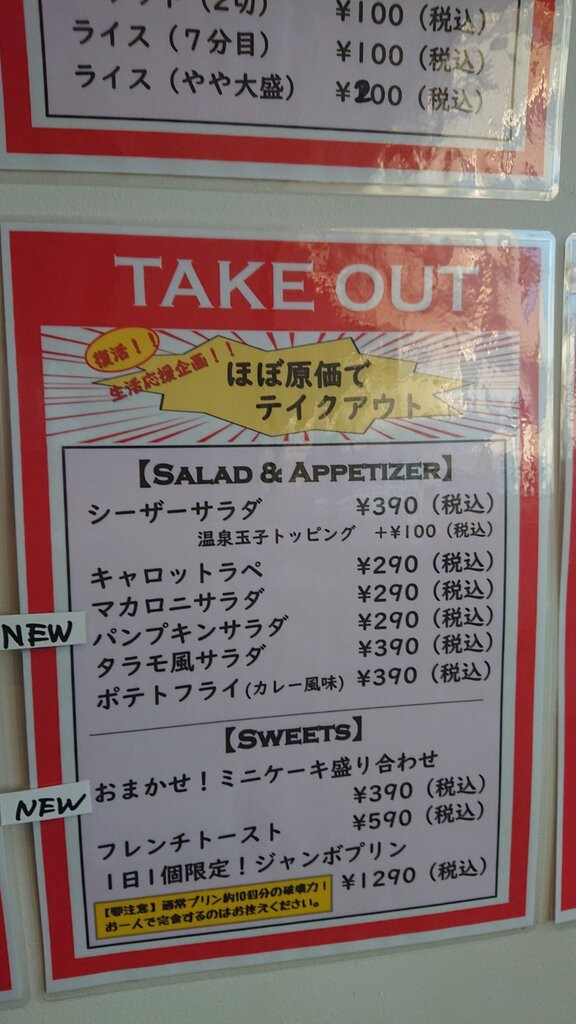 (2切) ¥100 (税込)
ライス (7分目) ¥100 (税込)
ライス (やや大盛) ¥200 (税込)
TAKE OUT
復活!!
生活応援企画!!
ほぼ原価で
テイクアウト
【SALAD & APPETIZER】
シーザーサラダ ¥390 (税込)
温泉玉子トッピング +¥100 (税込)
キャロットラペ ¥290 (税込)
マカロニサラダ ¥290 (税込)
NEW パンプキンサラダ ¥290 (税込)
タラモ風サラダ ¥390 (税込)
ポテトフライ(カレー風味) ¥390 (税込)
【SWEETS】
おまかせ!ミニケーキ盛り合わせ
NEW ¥390 (税込)
フレンチトースト ¥590 (税込)
1日1個限定!ジャンボプリン
¥1290 (税込)
【要注意】通常プリン約10個分の破壊力!
お一人で完食するのはお控えください。